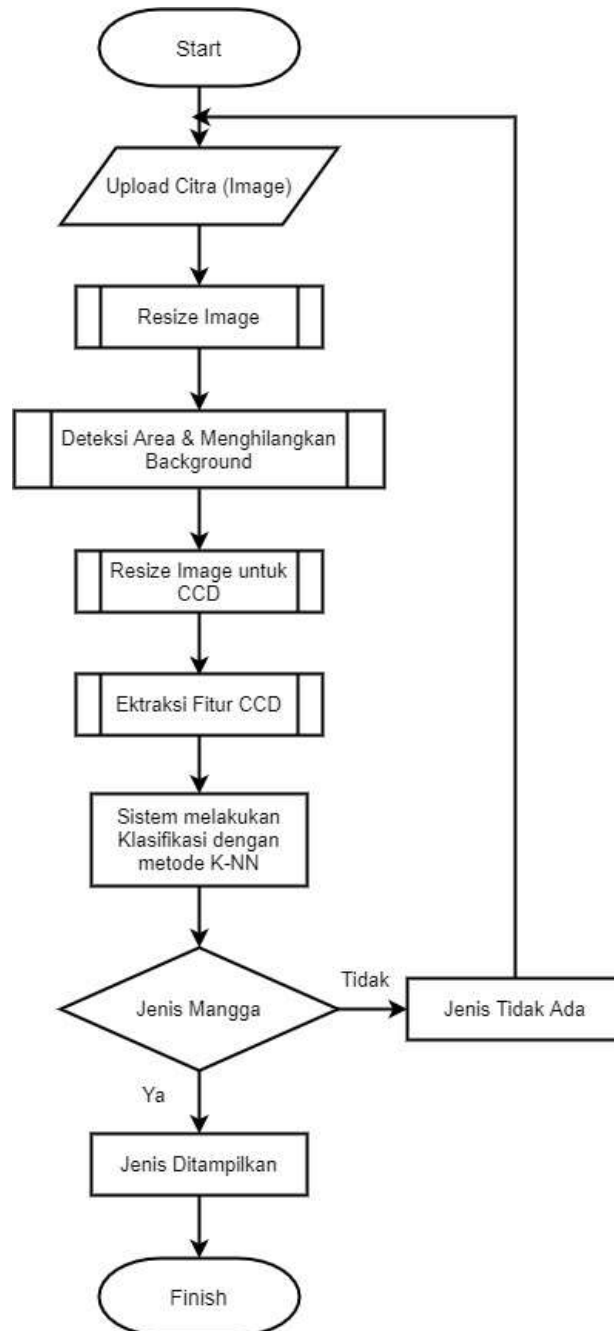 Start
Upload Citra (Image)
Resize Image
Deteksi Area & Menghilangkan
Background
Resize Image untuk
CCD
Ektraksi Fitur CCD
Sistem melakukan
Klasifikasi dengan
metode K-NN
Jenis Mangga
Tidak
Jenis Tidak Ada
Ya
Jenis Ditampilkan
Finish